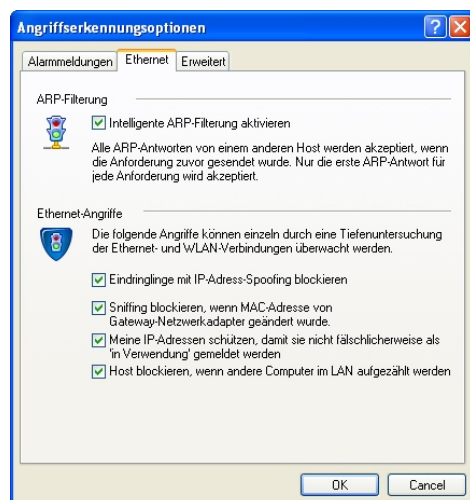 Angriffserkennungsoptionen
Alarmmeldungen
Ethernet
Erweitert
ARP-Filterung
Intelligente ARP-Filterung aktivieren
Alle ARP-Antworten von einem anderen Host werden akzeptiert, wenn
die Anforderung zuvor gesendet wurde. Nur die erste ARP-Antwort für
jede Anforderung wird akzeptiert.
Ethernet-Angriffe
Die folgende Angriffe können einzeln durch eine Tiefenuntersuchung
der Ethernet- und WLAN-Verbindungen überwacht werden.
Eindringlinge mit IP-Adress-Spoofing blockieren
Sniffing blockieren, wenn MAC-Adresse von
Gateway-Netzwerkadapter geändert wurde.
Meine IP-Adressen schützen, damit sie nicht fälschlicherweise als
'in Verwendung' gemeldet werden
Host blockieren, wenn andere Computer im LAN aufgezählt werden
OK
Cancel